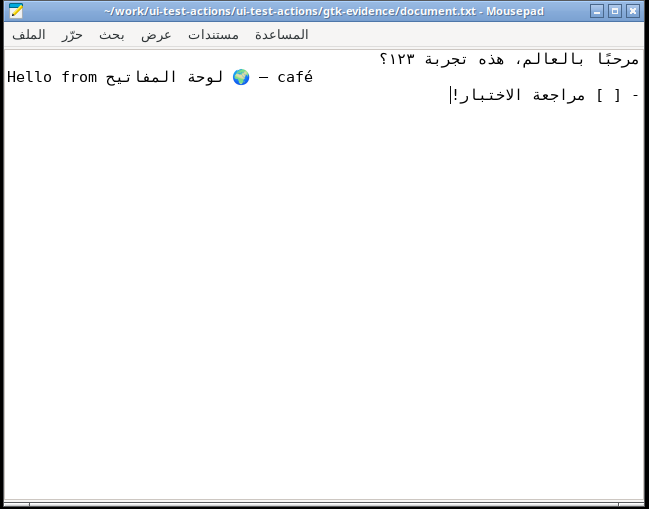 ~/work/ui-test-actions/ui-test-actions/gtk-evidence/document.txt - Mousepad
الملف حرّر بحث عرض مستندات المساعدة
مرحبًا بالعالم، هذه تجربة ١٢٣؟
Hello from لوحة المفاتيح 🌍 — café
- [ ] مراجعة الاختبار!